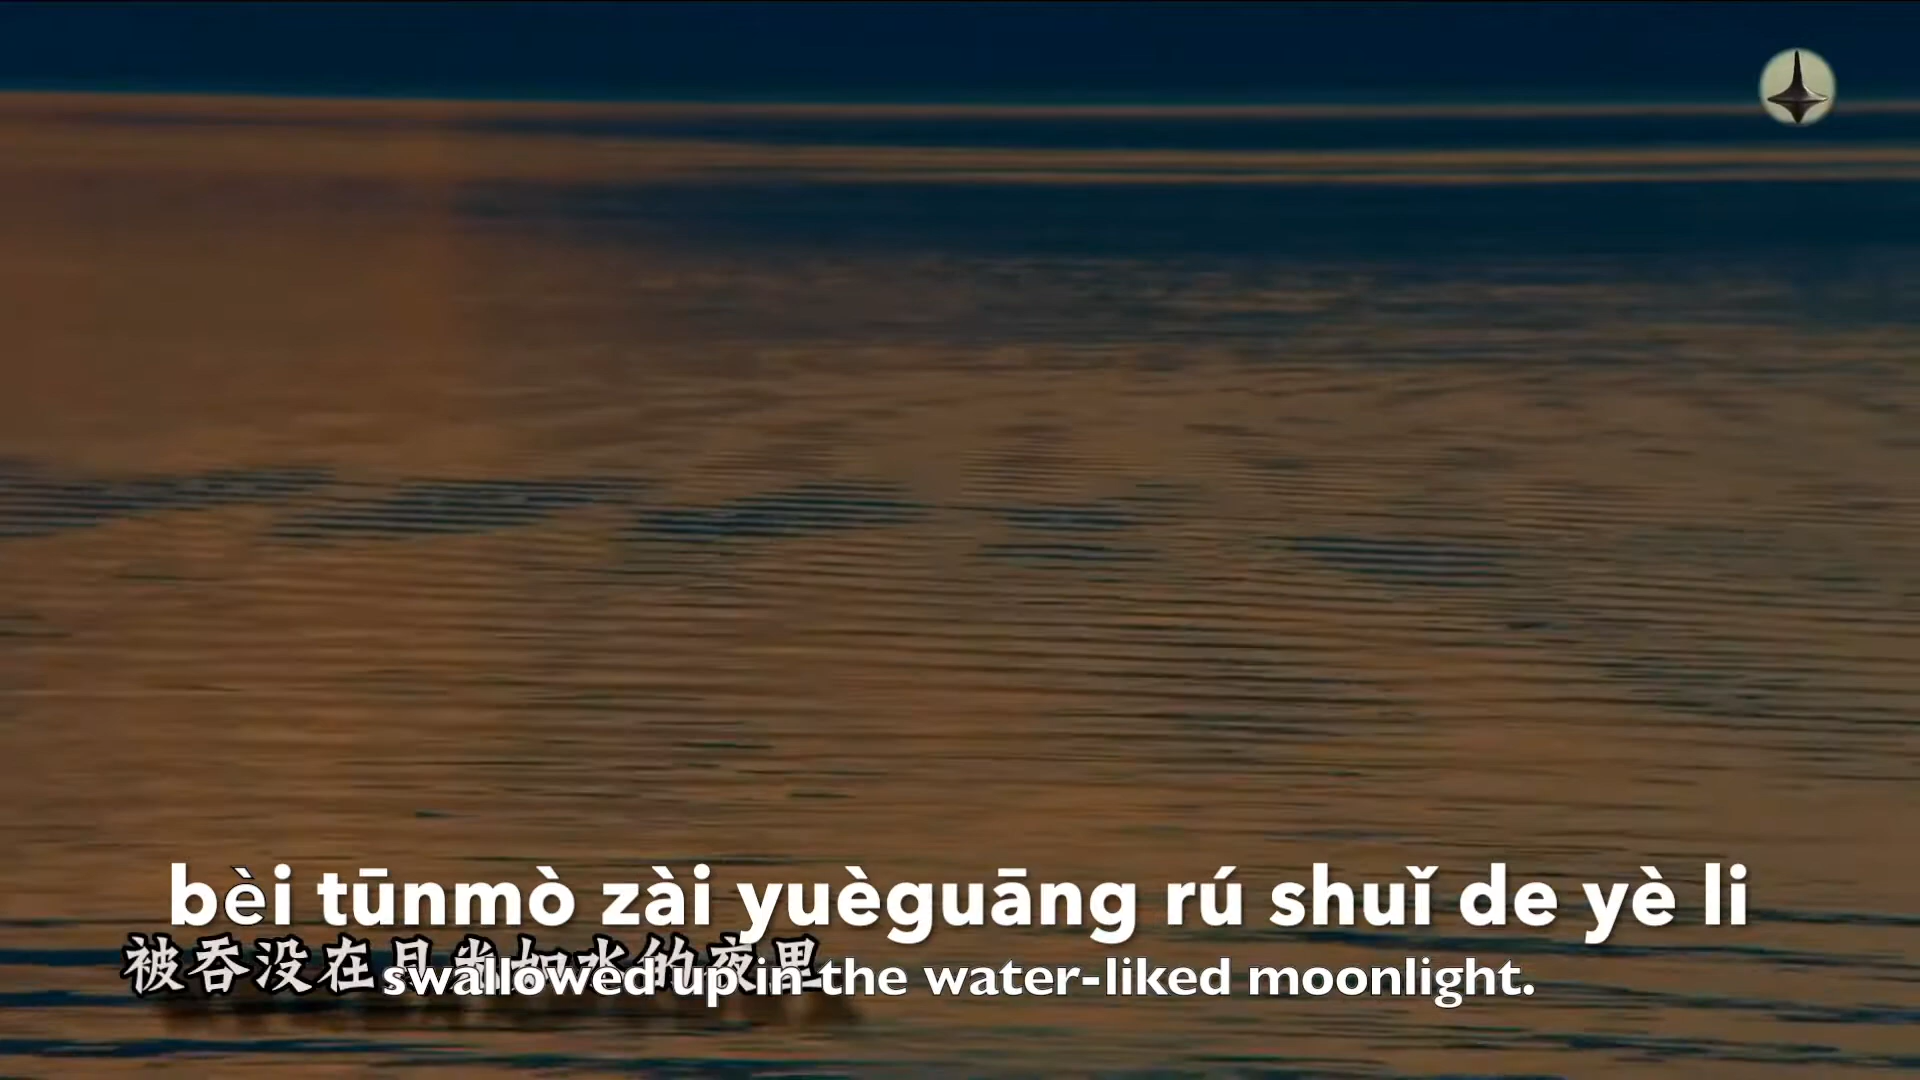 bèi tūnmò zài yuèguāng rú shuǐ de yè li
被吞没在月光如水的夜里
swallowed up in the water-liked moonlight.